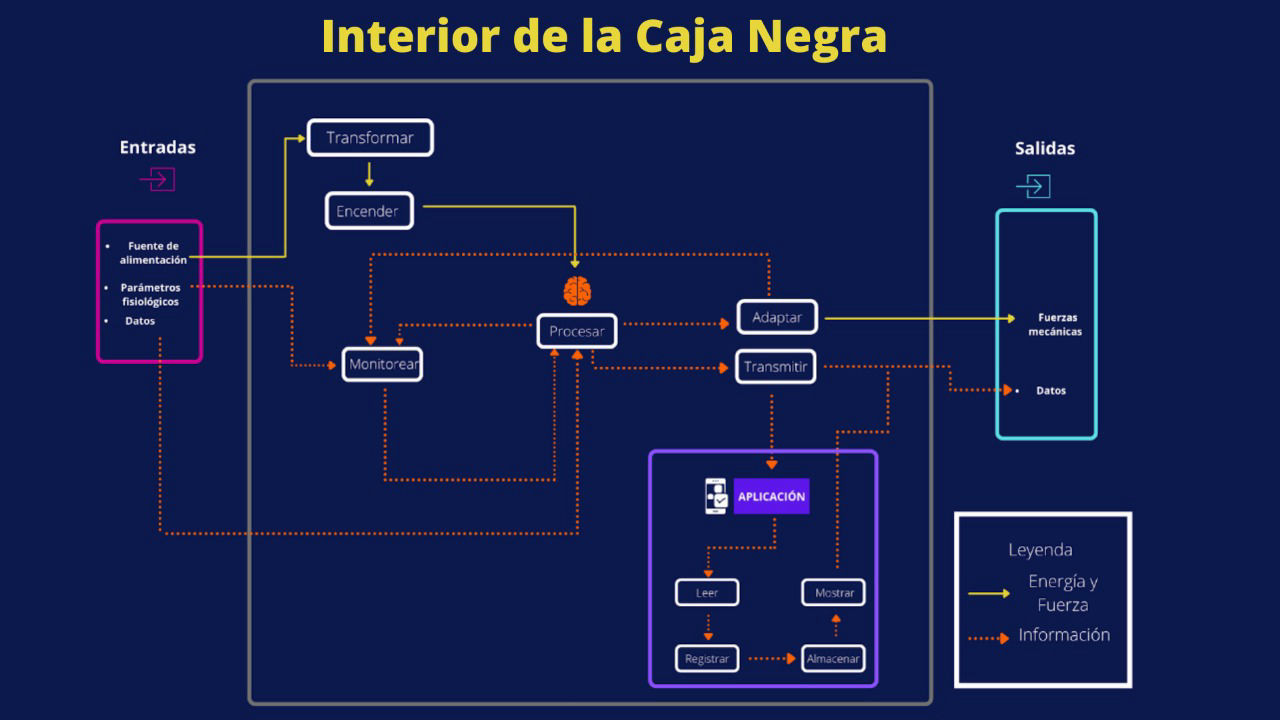 Interior de la Caja Negra
Entradas
• Fuente de
alimentación
• Parámetros
fisiológicos
• Datos
Transformar
Encender
Procesar
Monitorear
Adaptar
Transmitir
APLICACIÓN
Leer
Mostrar
Registrar
Almacenar
Salidas
Fuerzas
mecánicas
• Datos
Leyenda
Energía y
Fuerza
Información